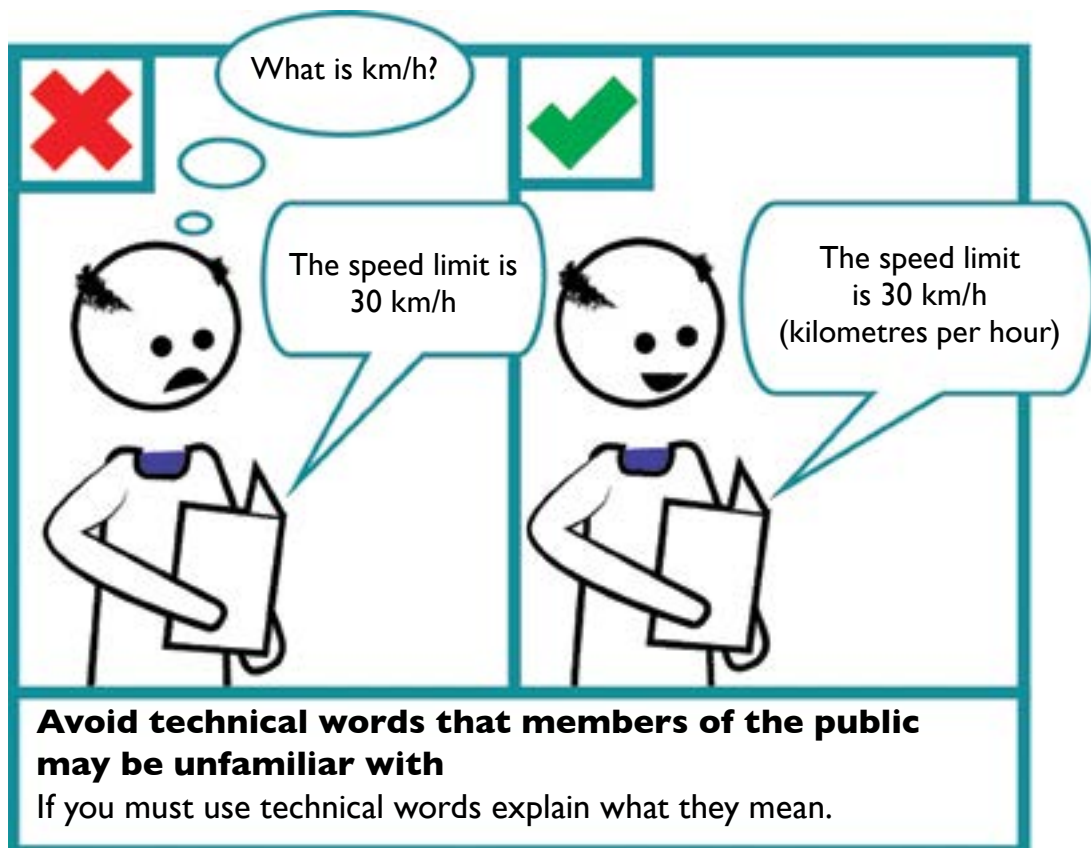 What is km/h?
The speed limit is
30 km/h
The speed limit
is 30 km/h
(kilometres per hour)
Avoid technical words that members of the public
may be unfamiliar with
If you must use technical words explain what they mean.